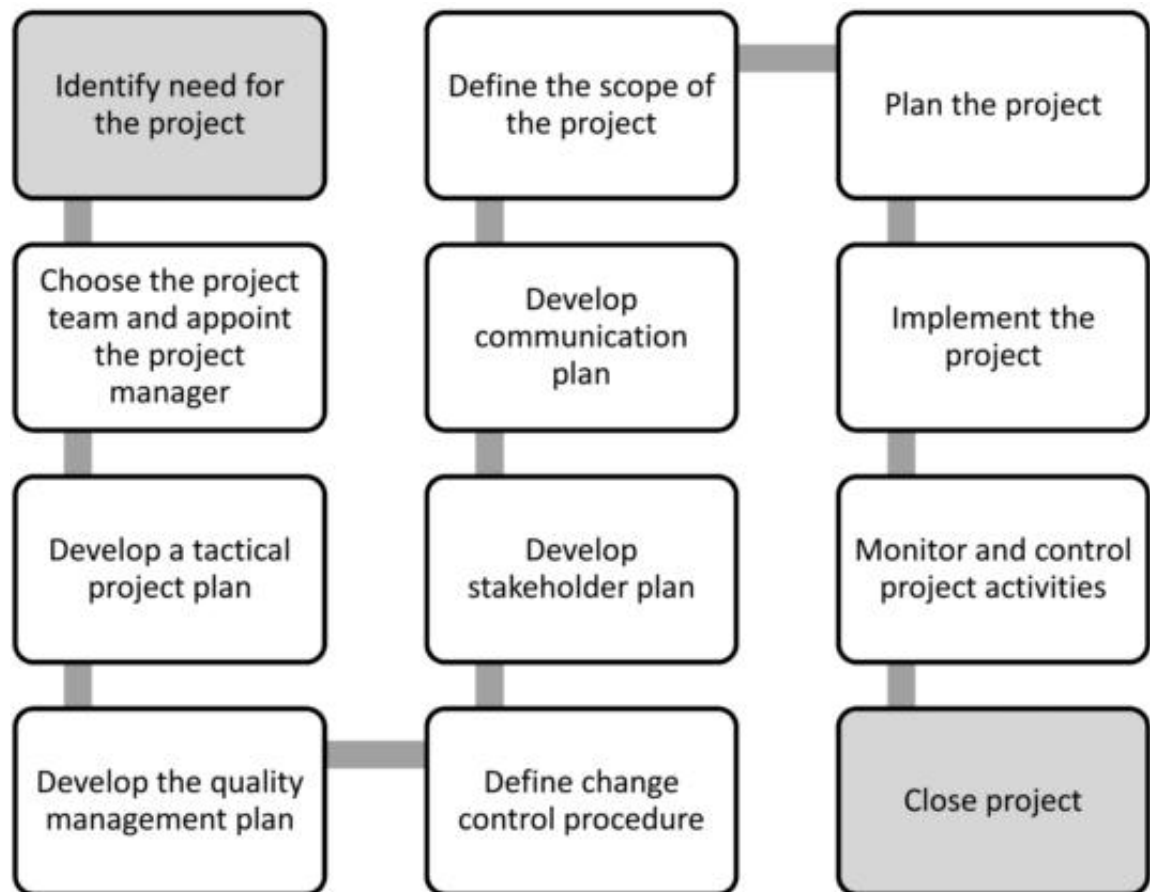 Identify need for
the project
Choose the project
team and appoint
the project
manager
Develop a tactical
project plan
Develop the quality
management plan
Define change
control procedure
Develop
stakeholder plan
Develop
communication
plan
Define the scope of
the project
Plan the project
Implement the
project
Monitor and control
project activities
Close project